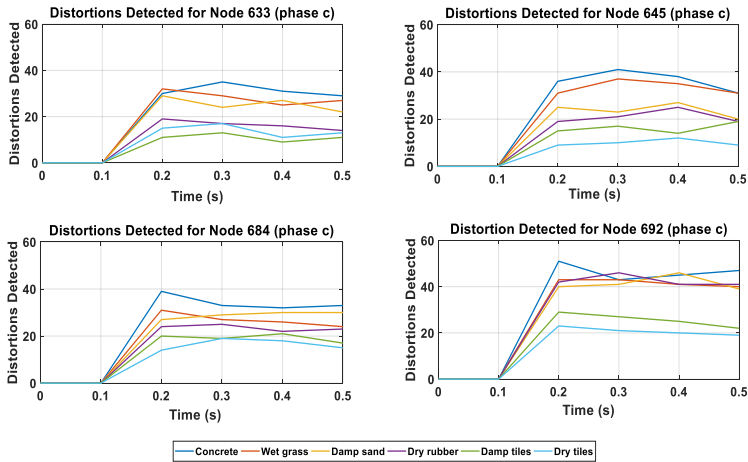 Distortions Detected for Node 633 (phase c)
Distortions Detected
60
40
20
0
0 0.1 0.2 0.3 0.4 0.5
Time (s)
Distortions Detected for Node 645 (phase c)
Distortions Detected
60
40
20
0
0 0.1 0.2 0.3 0.4 0.5
Time (s)
Distortions Detected for Node 684 (phase c)
Distortions Detected
60
40
20
0
0 0.1 0.2 0.3 0.4 0.5
Time (s)
Distortion Detected for Node 692 (phase c)
Distortions Detected
60
40
20
0
0 0.1 0.2 0.3 0.4 0.5
Time (s)
Concrete Wet grass Damp sand Dry rubber Damp tiles Dry tiles